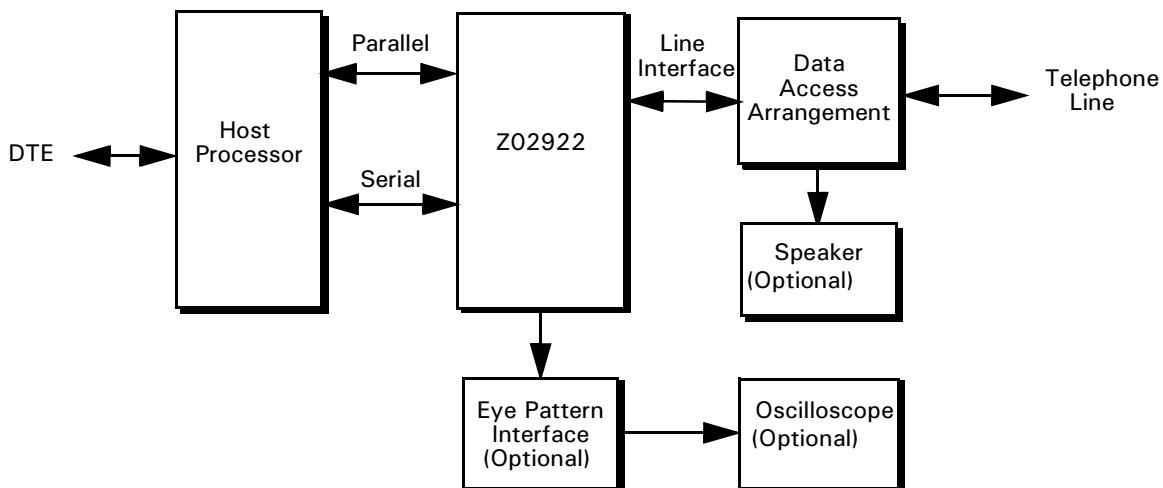 Parallel
Line
Interface
Data
Access
Arrangement
Telephone
Line
Host
Processor
Z02922
DTE
Serial
Speaker
(Optional)
Eye Pattern
Interface
(Optional)
Oscilloscope
(Optional)